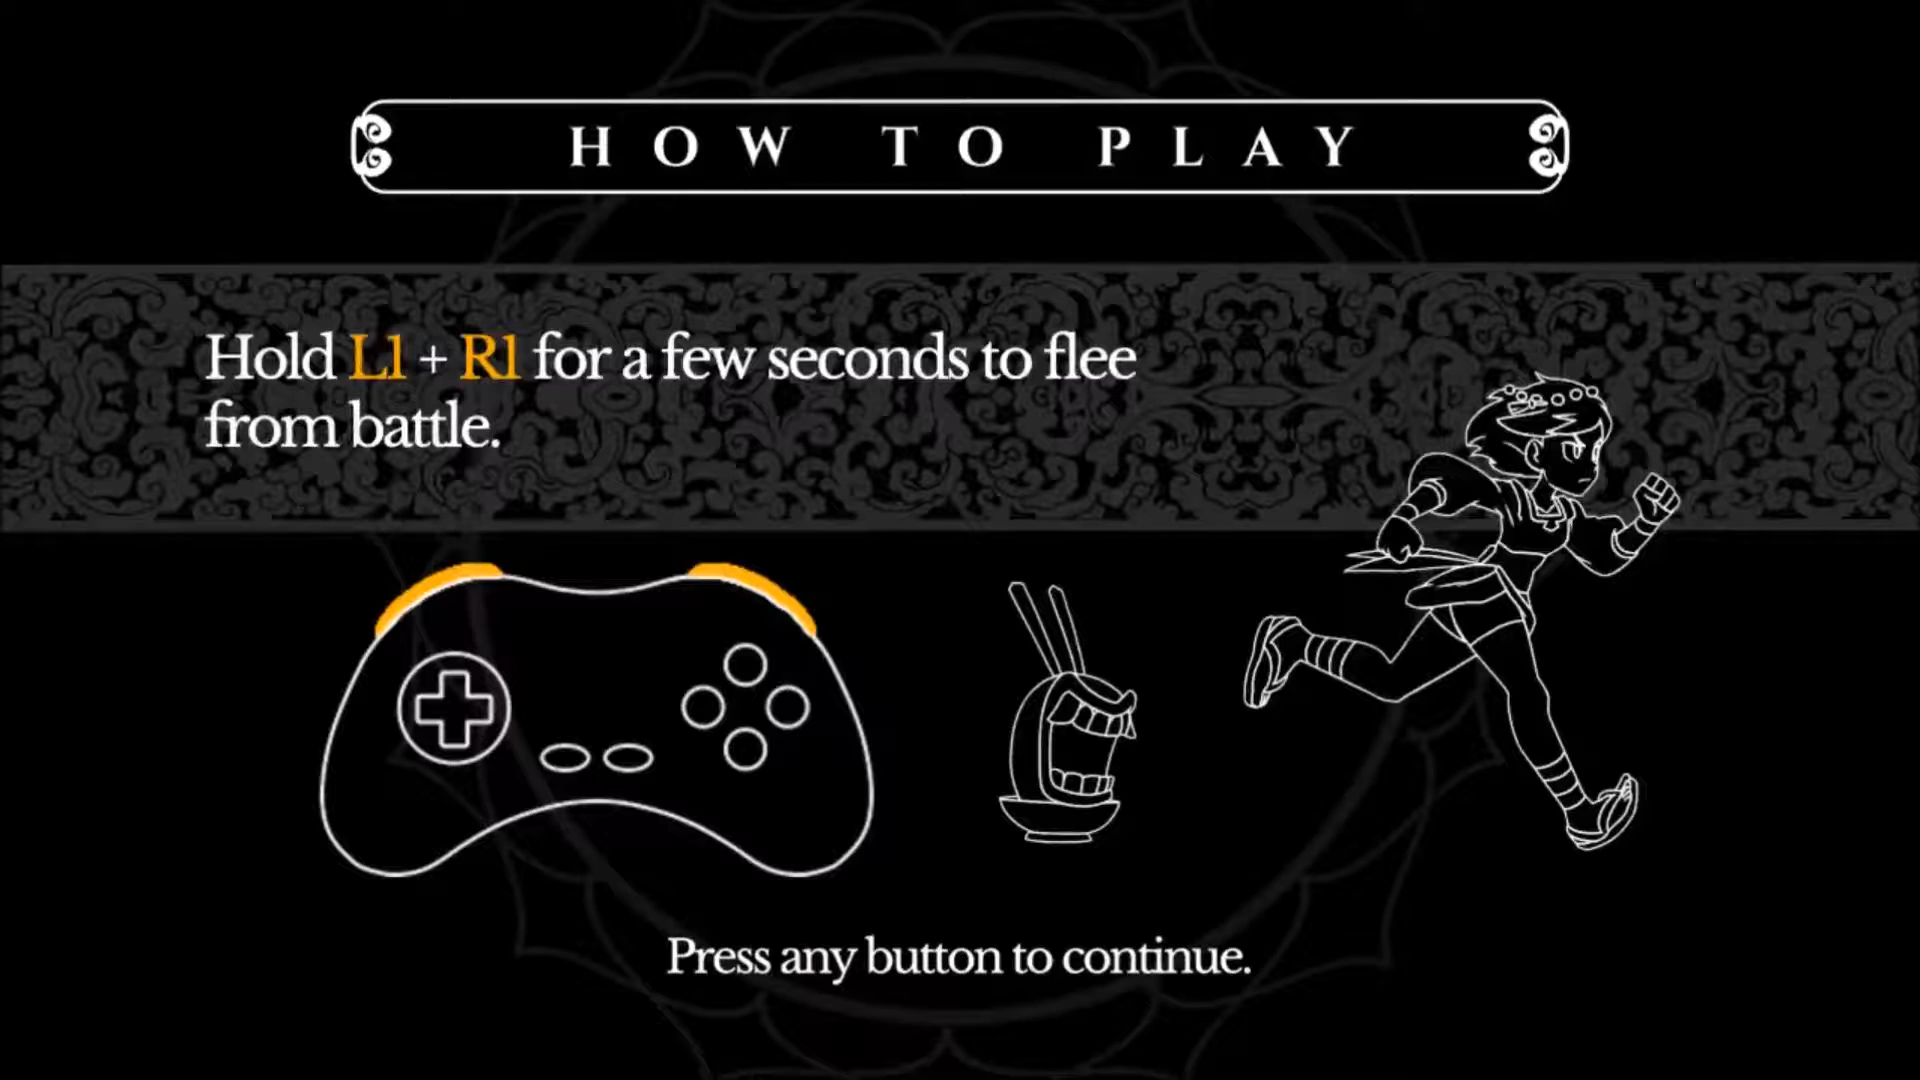 HOW TO PLAY
Hold L1 + R1 for a few seconds to flee
from battle.
Press any button to continue.